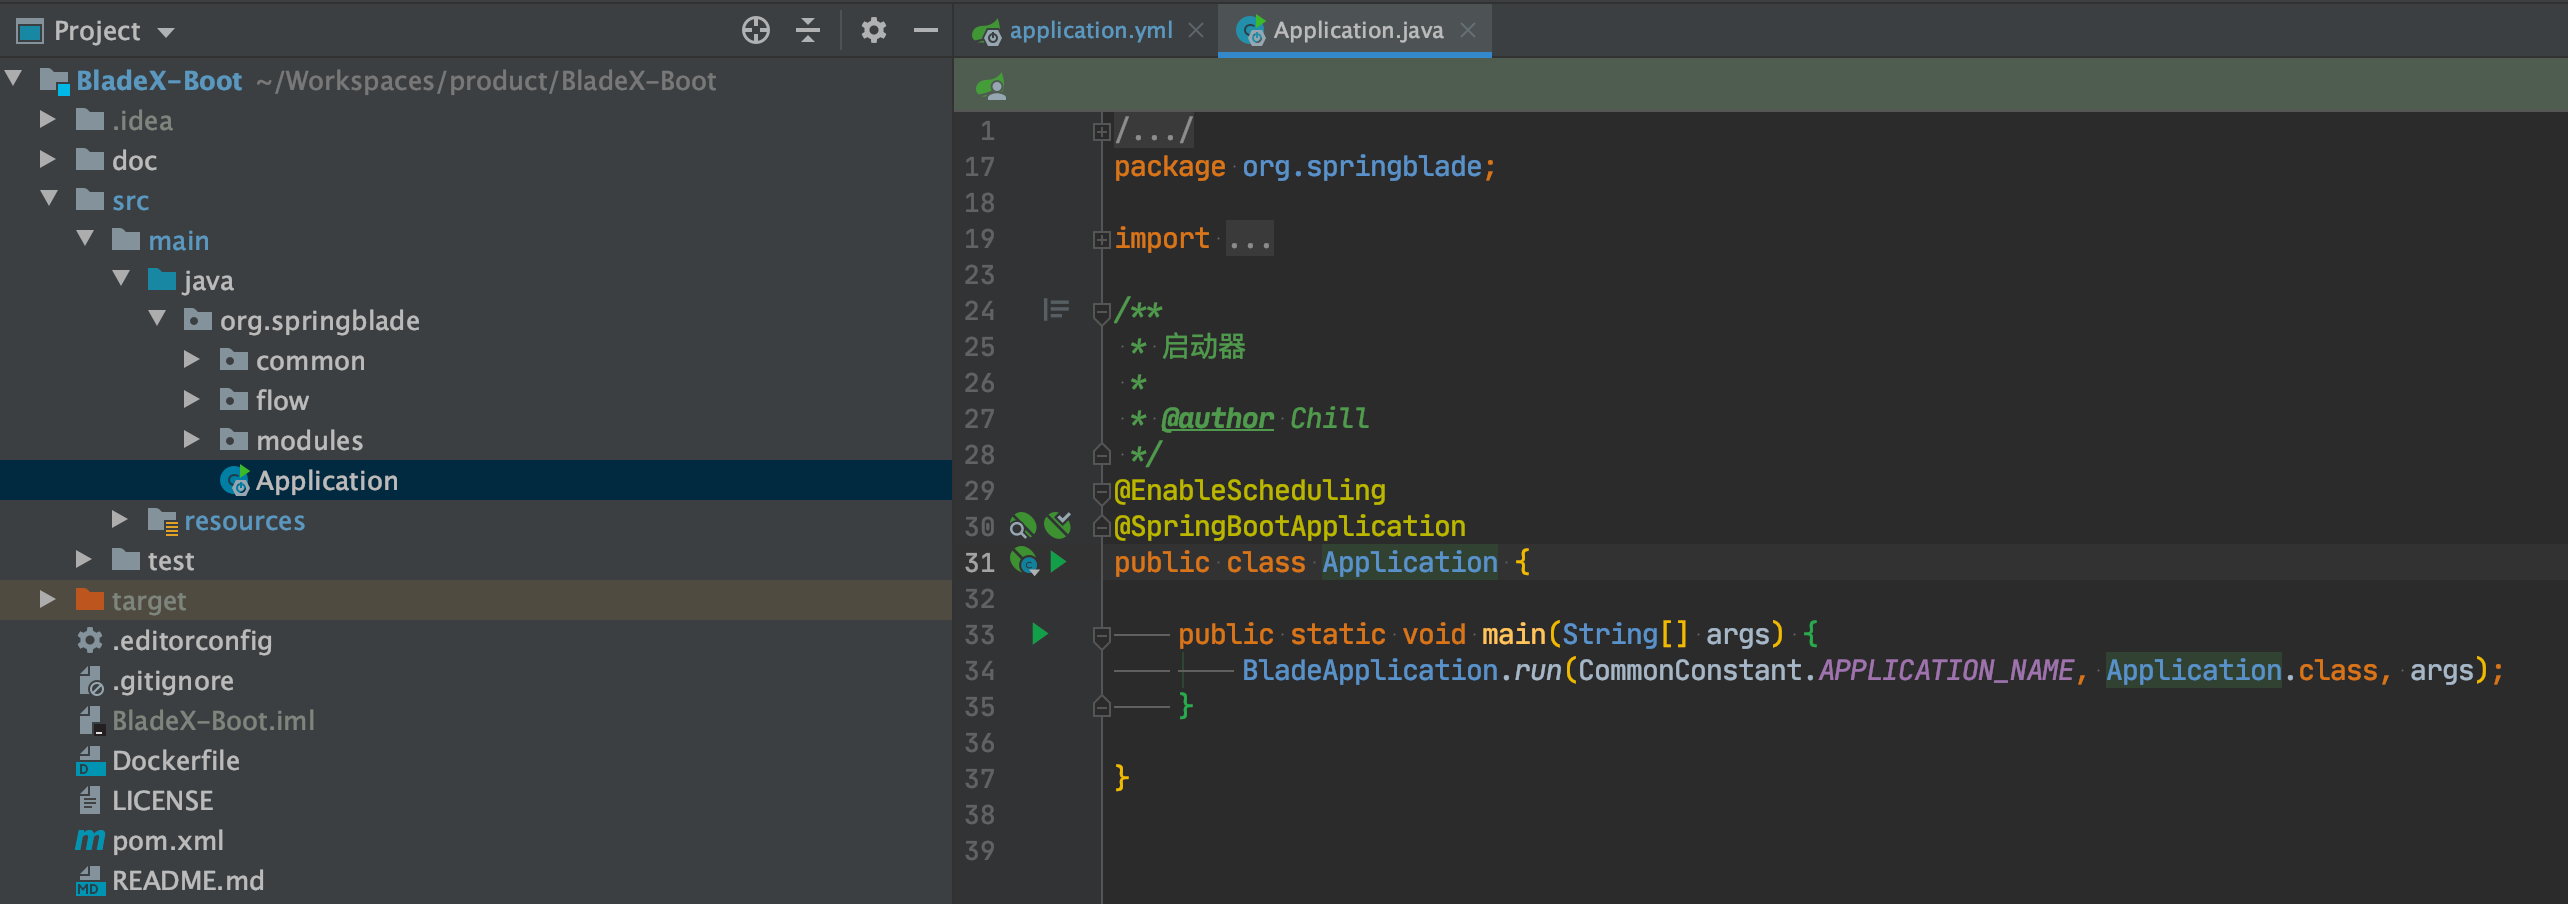 Project
BladeX-Boot ~/Workspaces/product/BladeX-Boot
.idea
doc
src
main
java
org.springblade
common
flow
modules
Application
resources
test
target
.editorconfig
.gitignore
BladeX-Boot.iml
Dockerfile
LICENSE
pom.xml
README.md
application.yml Application.java
1 /.../
17 package org.springblade;
18
19 import ...
23
24 /**
25 * 启动器
26 *
27 * @author Chill
28 */
29 @EnableScheduling
30 @SpringBootApplication
31 public class Application {
32
33 public static void main(String[] args) {
34 BladeApplication.run(CommonConstant.APPLICATION_NAME, Application.class, args);
35 }
36
37 }
38
39